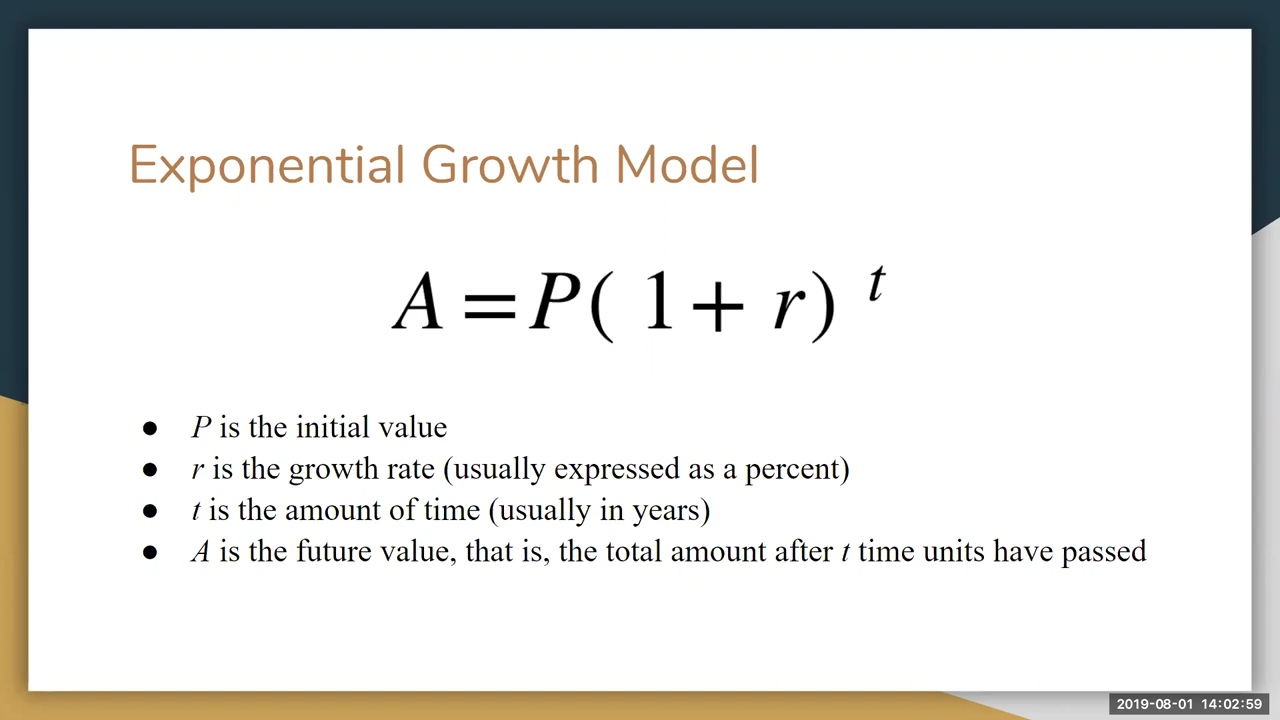 Exponential Growth Model
A = P( 1 + r) ᵗ
● P is the initial value
● r is the growth rate (usually expressed as a percent)
● t is the amount of time (usually in years)
● A is the future value, that is, the total amount after t time units have passed
2019-08-01 14:02:59